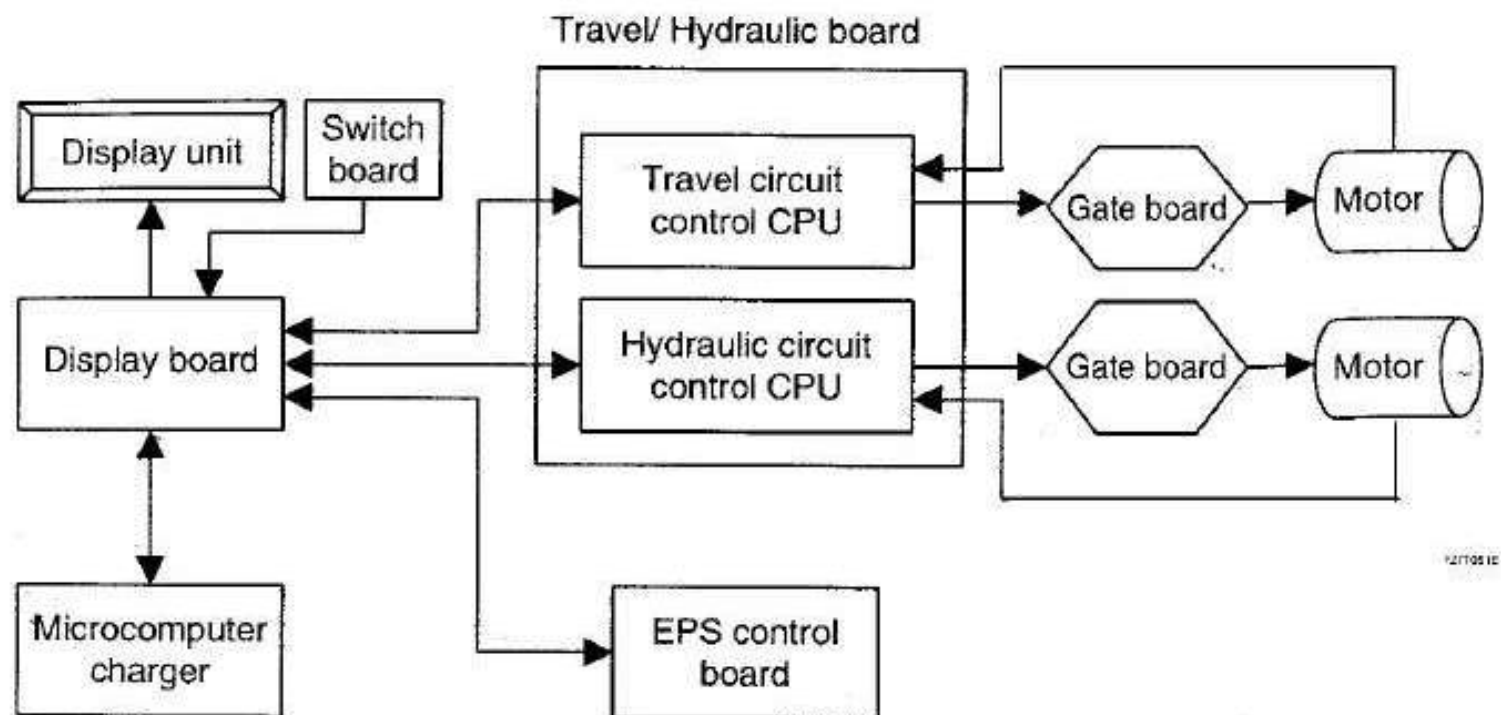 Travel/ Hydraulic board
Display unit
Switch
board
Travel circuit
control CPU
Gate board
Motor
Display board
Hydraulic circuit
control CPU
Gate board
Motor
Microcomputer
charger
EPS control
board